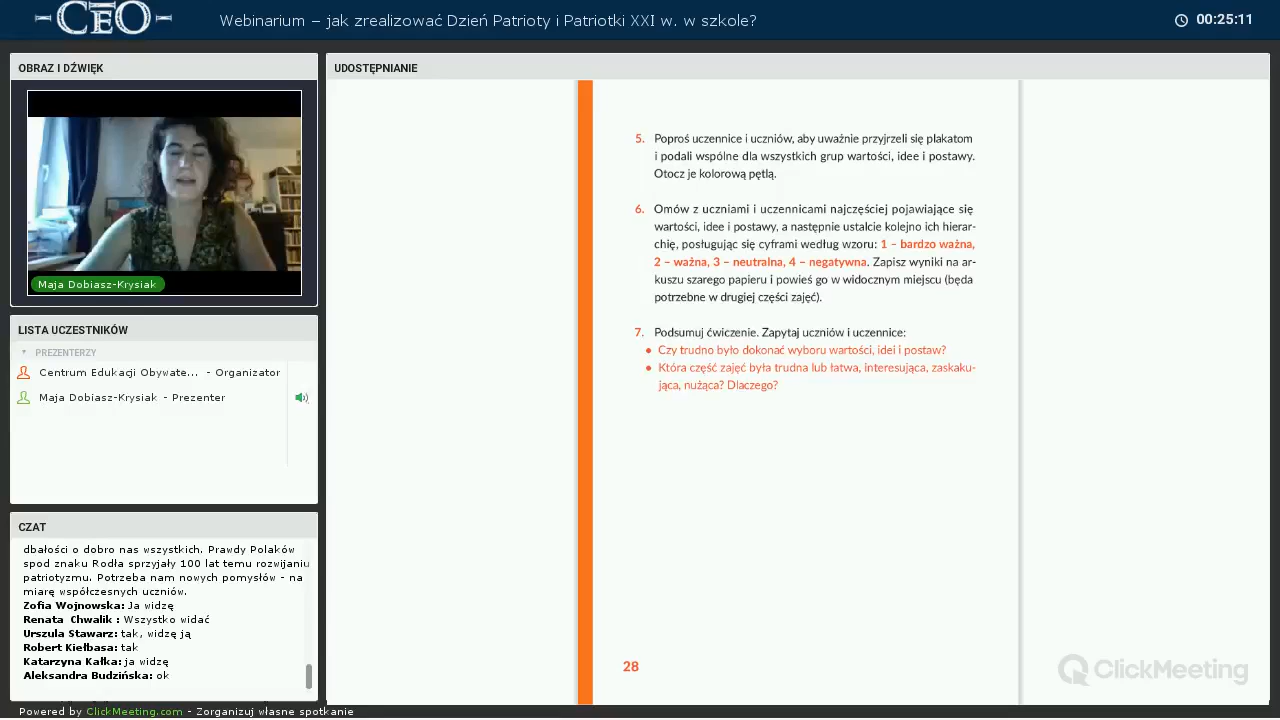 CEO
Webinarium – jak zrealizować Dzień Patrioty i Patriotki XXI w. w szkole?
00:25:11
OBRAZ I DŹWIĘK
Maja Dobiasz-Krysiak
LISTA UCZESTNIKÓW
PREZENTERZY
Centrum Edukacji Obywate... - Organizator
Maja Dobiasz-Krysiak - Prezenter
CZAT
dbałości o dobro nas wszystkich. Prawdy Polaków
spod znaku Rodła sprzyjały 100 lat temu rozwijaniu
patriotyzmu. Potrzeba nam nowych pomysłów - na
miarę współczesnych uczniów.
Zofia Wojnowska: Ja widzę
Renata Chwalik : Wszystko widać
Urszula Stawarz: tak, widzę ją
Robert Kiełbasa: tak
Katarzyna Kałka: ja widzę
Aleksandra Budzińska: ok
UDOSTĘPNIANIE
5. Poproś uczennice i uczniów, aby uważnie przyjrzeli się plakatom
i podali wspólne dla wszystkich grup wartości, idee i postawy.
Otocz je kolorową pętlą.
6. Omów z uczniami i uczennicami najczęściej pojawiające się
wartości, idee i postawy, a następnie ustalcie kolejno ich hierar-
chię, posługując się cyframi według wzoru: 1 – bardzo ważna,
2 – ważna, 3 – neutralna, 4 – negatywna. Zapisz wyniki na ar-
kuszu szarego papieru i powieś go w widocznym miejscu (będa
potrzebne w drugiej części zajęć).
7. Podsumuj ćwiczenie. Zapytaj uczniów i uczennice:
• Czy trudno było dokonać wyboru wartości, idei i postaw?
• Która część zajęć była trudna lub łatwa, interesująca, zaskaku-
jąca, nużąca? Dlaczego?
28
ClickMeeting
Powered by ClickMeeting.com - Zorganizuj własne spotkanie